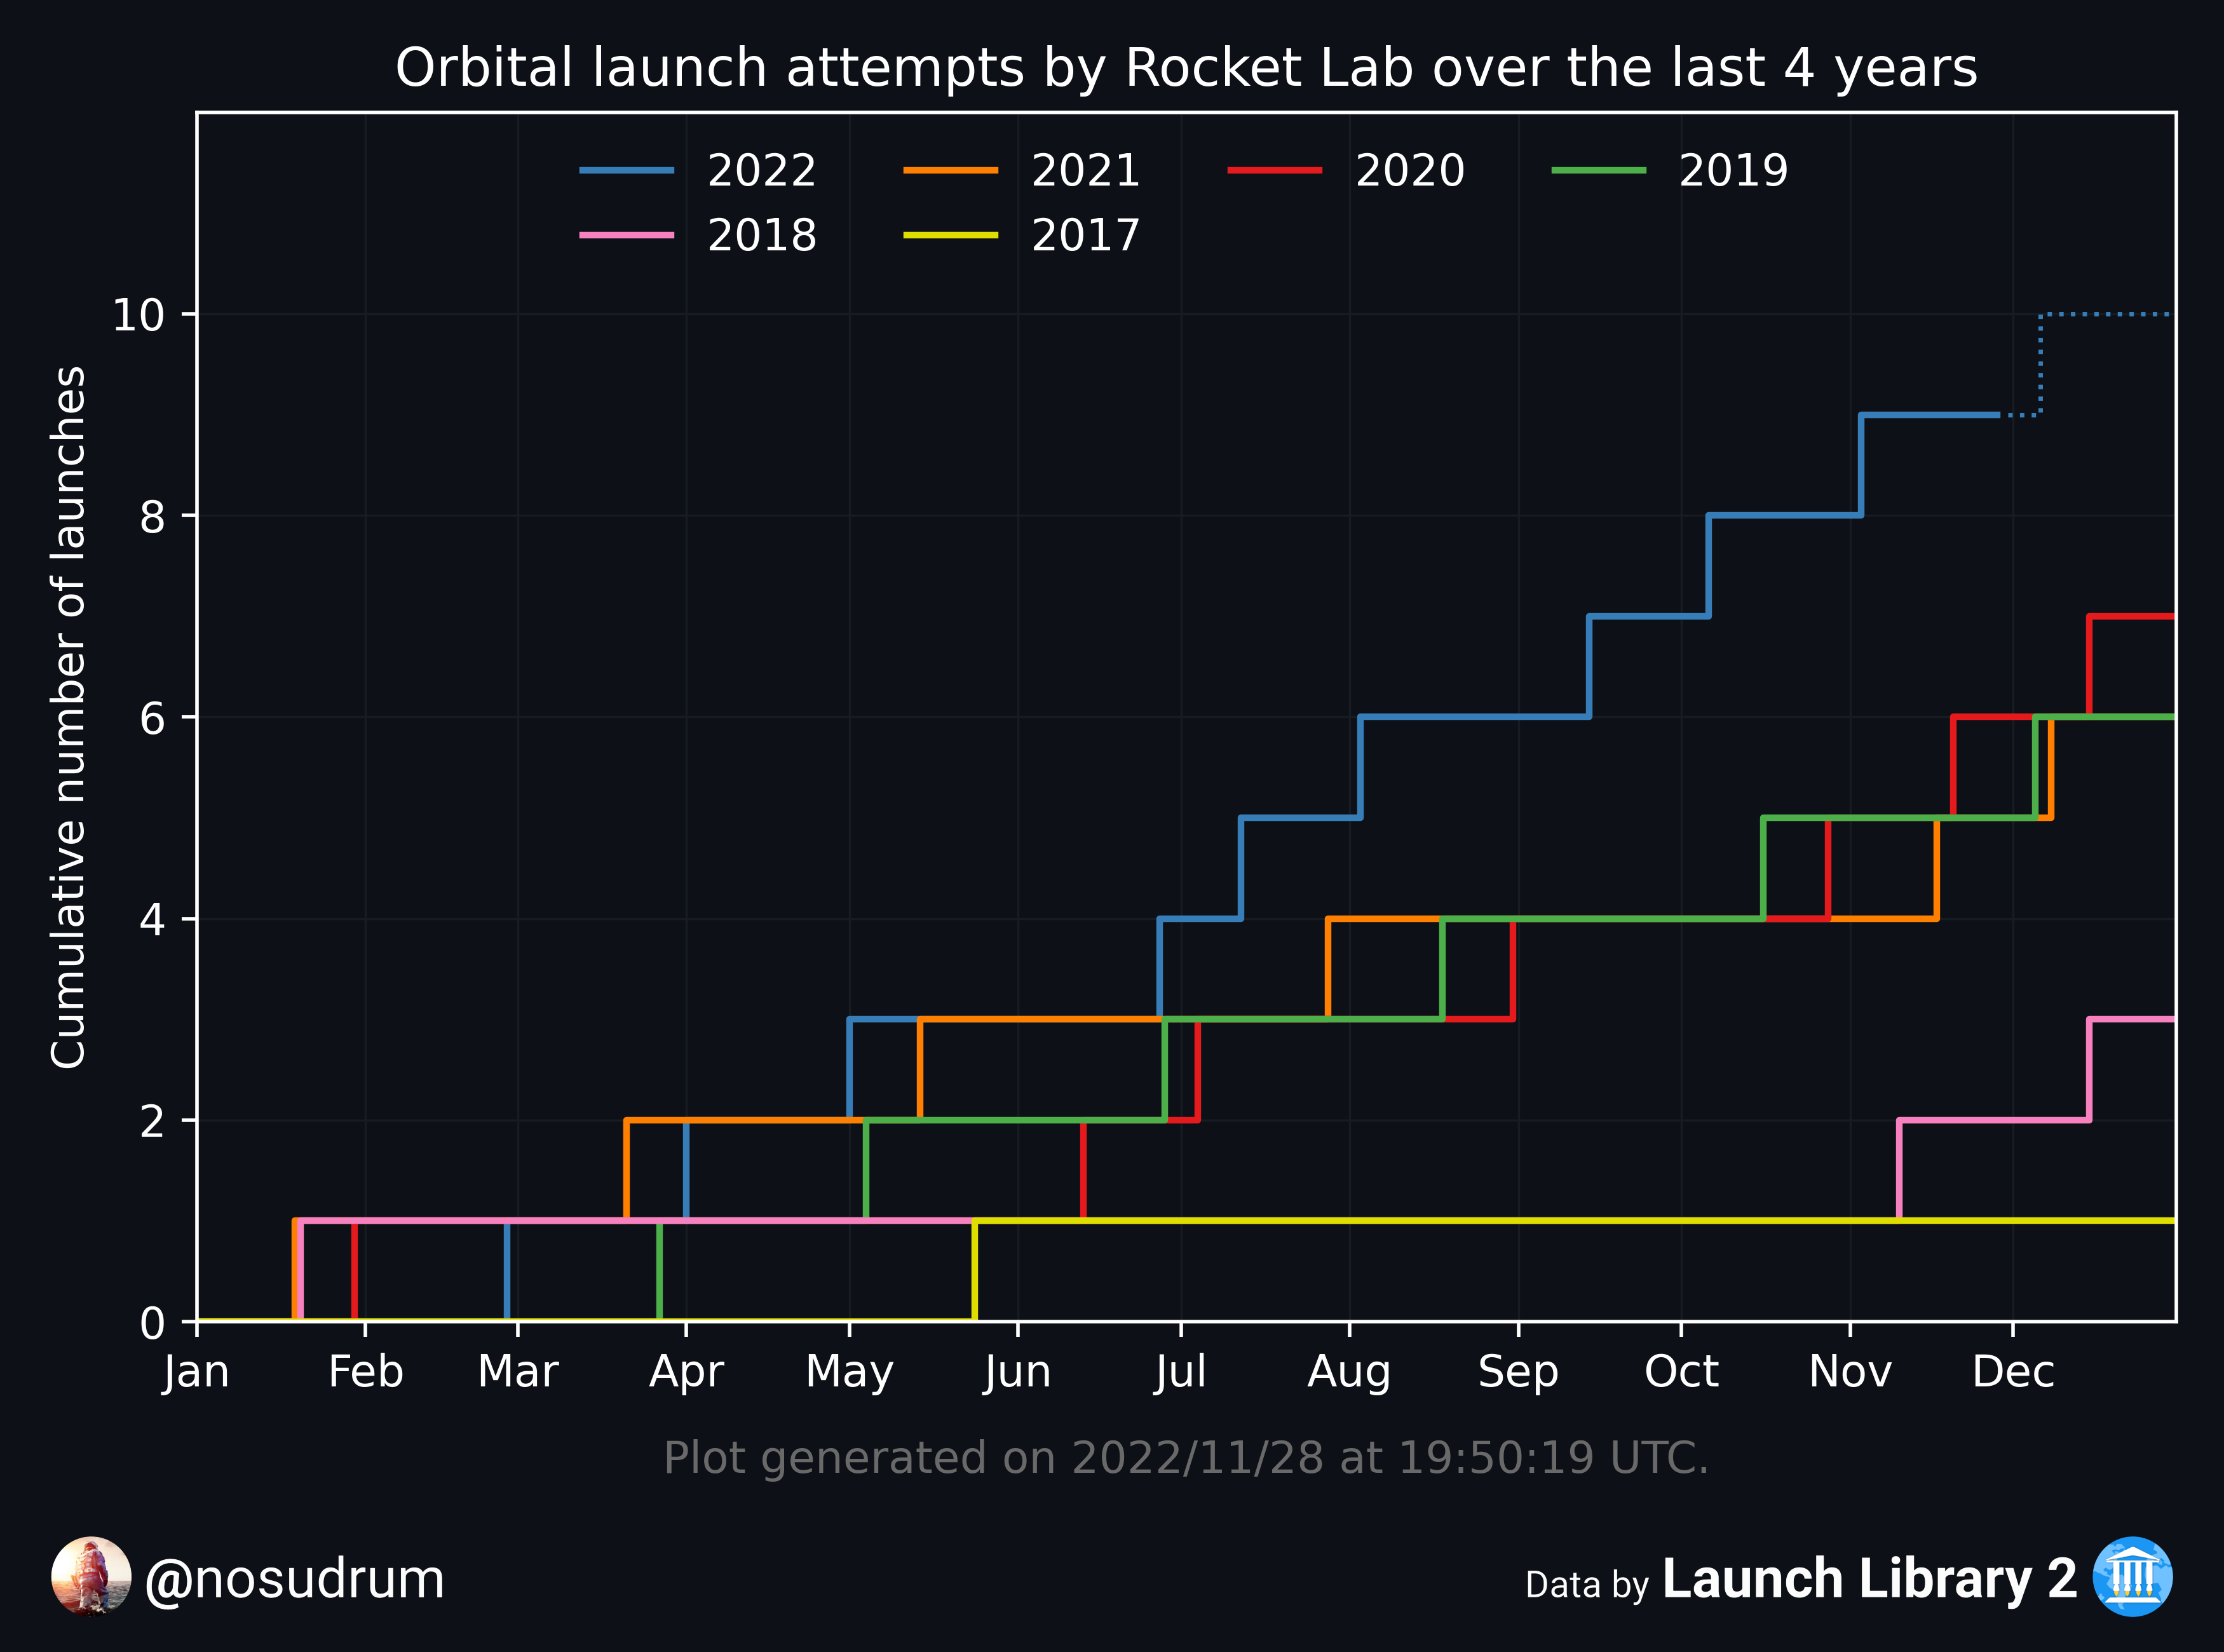 Orbital launch attempts by Rocket Lab over the last 4 years
2022 2021 2020 2019
2018 2017
Cumulative number of launches
10
8
6
4
2
0
Jan Feb Mar Apr May Jun Jul Aug Sep Oct Nov Dec
Plot generated on 2022/11/28 at 19:50:19 UTC.
@nosudrum
Data by Launch Library 2